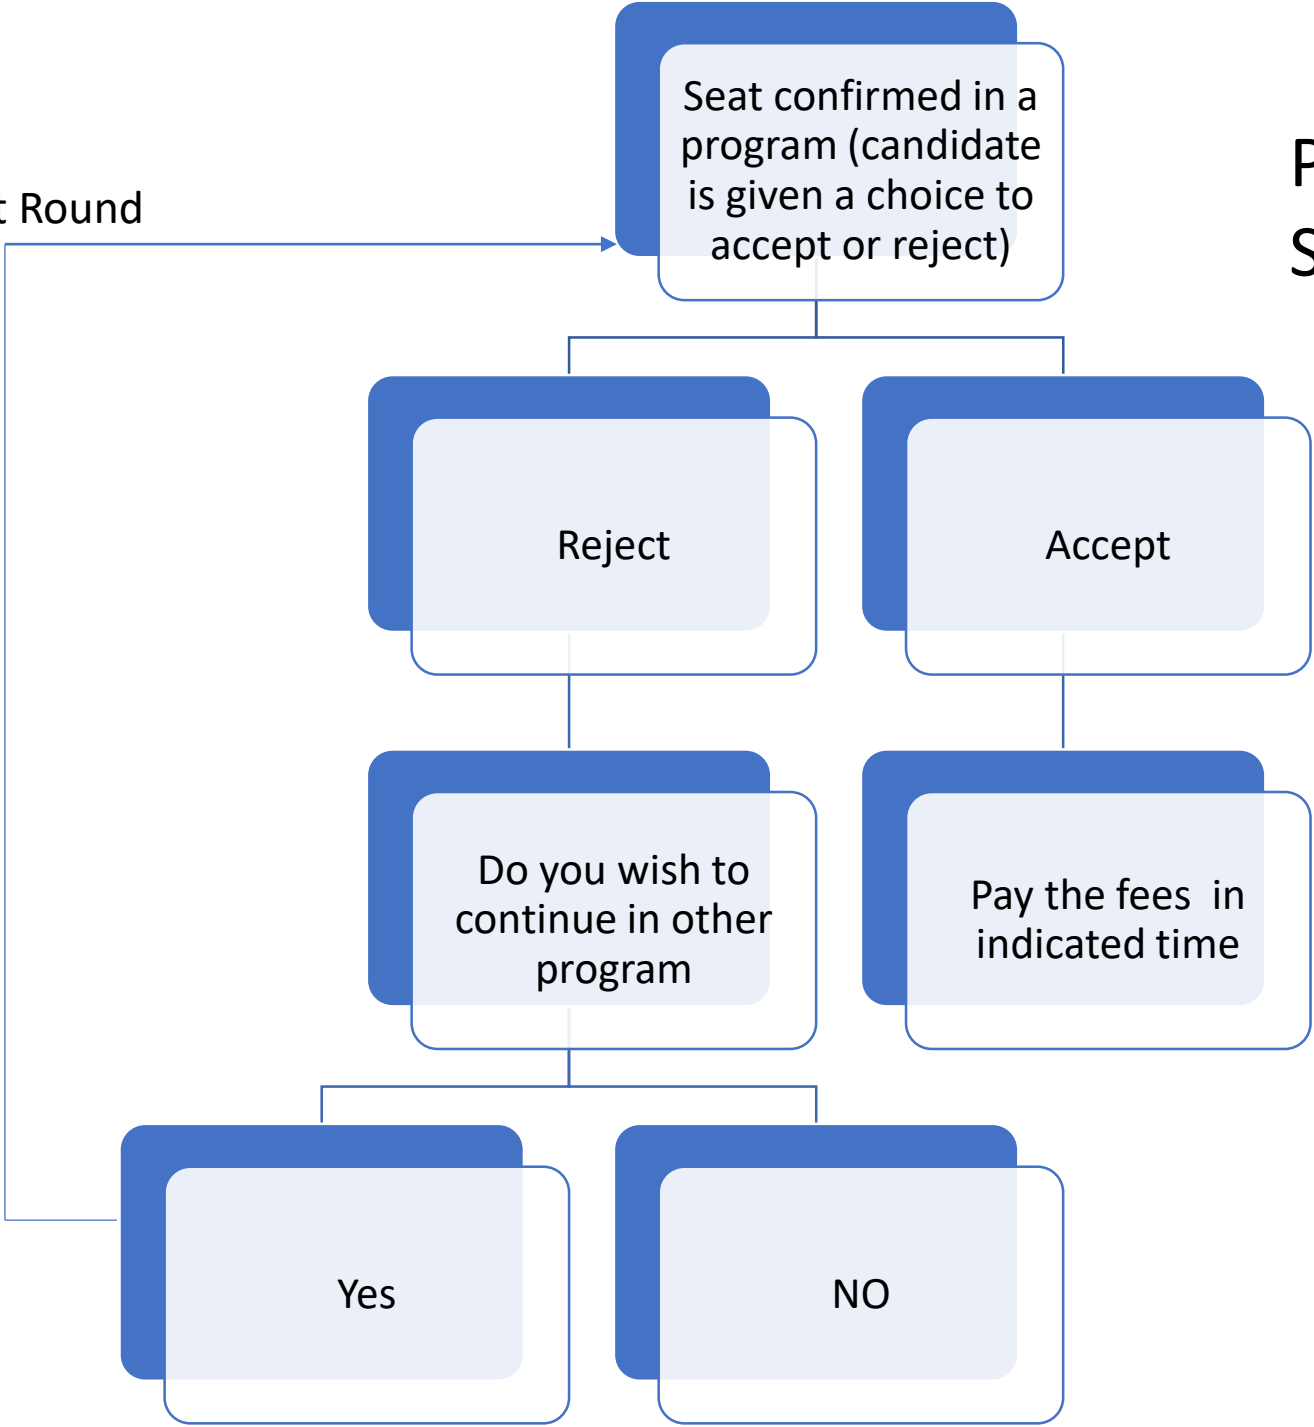 Seat confirmed in a
program (candidate
is given a choice to
accept or reject)
Round
Reject
Accept
Do you wish to
continue in other
program
Pay the fees  in
indicated time
Yes
NO